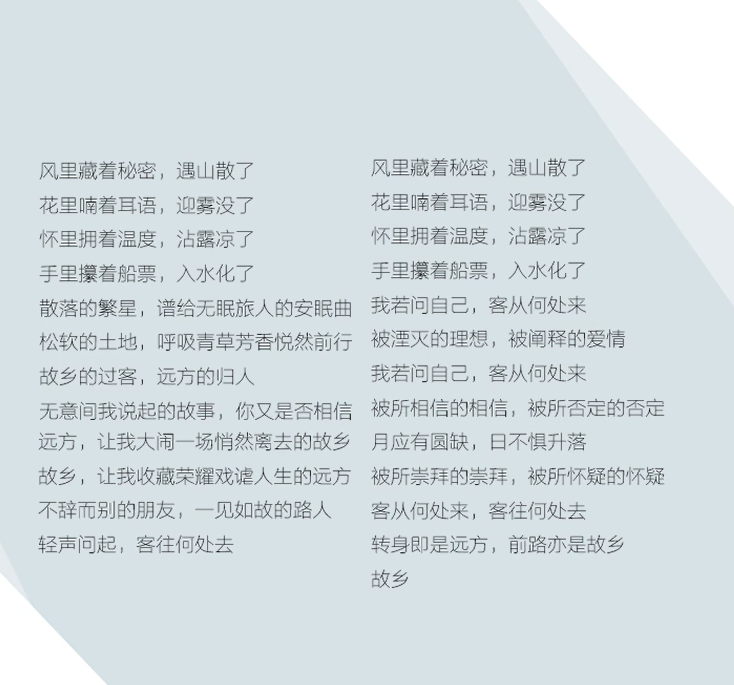 风里藏着秘密，遇山散了
花里喃着耳语，迎雾没了
怀里拥着温度，沾露凉了
手里攥着船票，入水化了
散落的繁星，谱给无眠旅人的安眠曲
松软的土地，呼吸青草芳香悦然前行
故乡的过客，远方的归人
无意间我说起的故事，你又是否相信
远方，让我大闹一场悄然离去的故乡
故乡，让我收藏荣耀戏谑人生的远方
不辞而别的朋友，一见如故的路人
轻声问起，客往何处去
风里藏着秘密，遇山散了
花里喃着耳语，迎雾没了
怀里拥着温度，沾露凉了
手里攥着船票，入水化了
我若问自己，客从何处来
被湮灭的理想，被阐释的爱情
我若问自己，客从何处来
被所相信的相信，被所否定的否定
月应有圆缺，日不惧升落
被所崇拜的崇拜，被所怀疑的怀疑
客从何处来，客往何处去
转身即是远方，前路亦是故乡
故乡